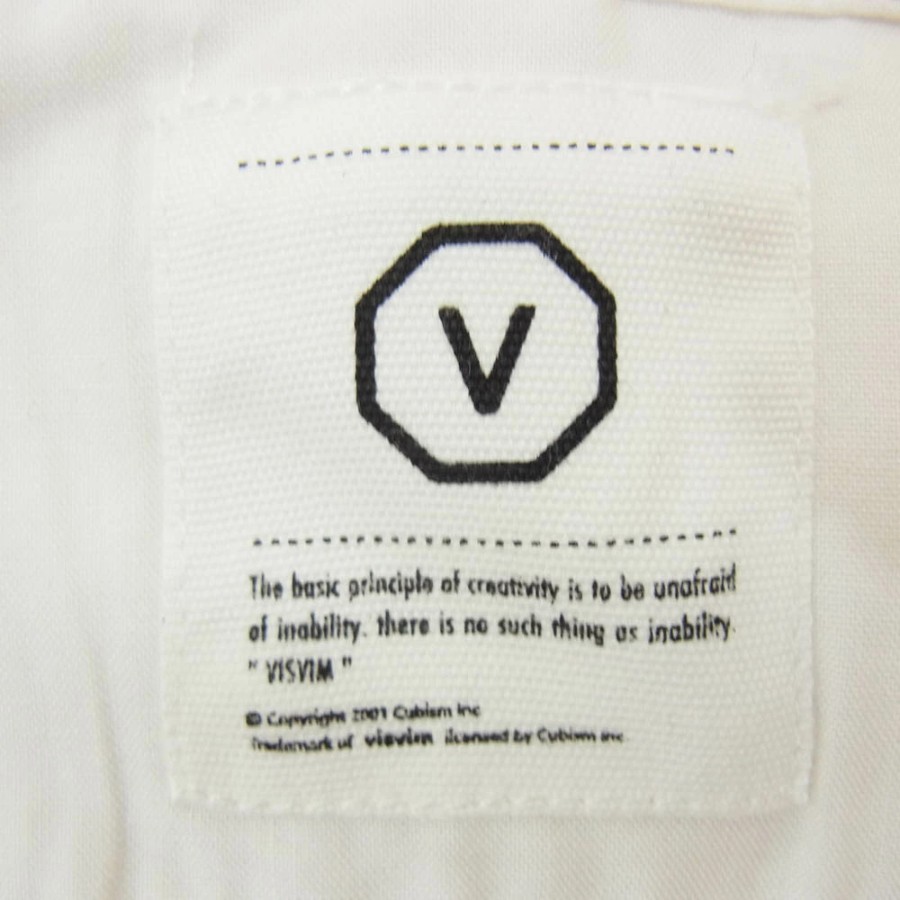 V
The basic principle of creativity is to be unafraid
of inability. there is no such thing as inability.
" VISVIM "
© Copyright 2001 Cubism Inc
Trademark of visvim licensed by Cubism inc.